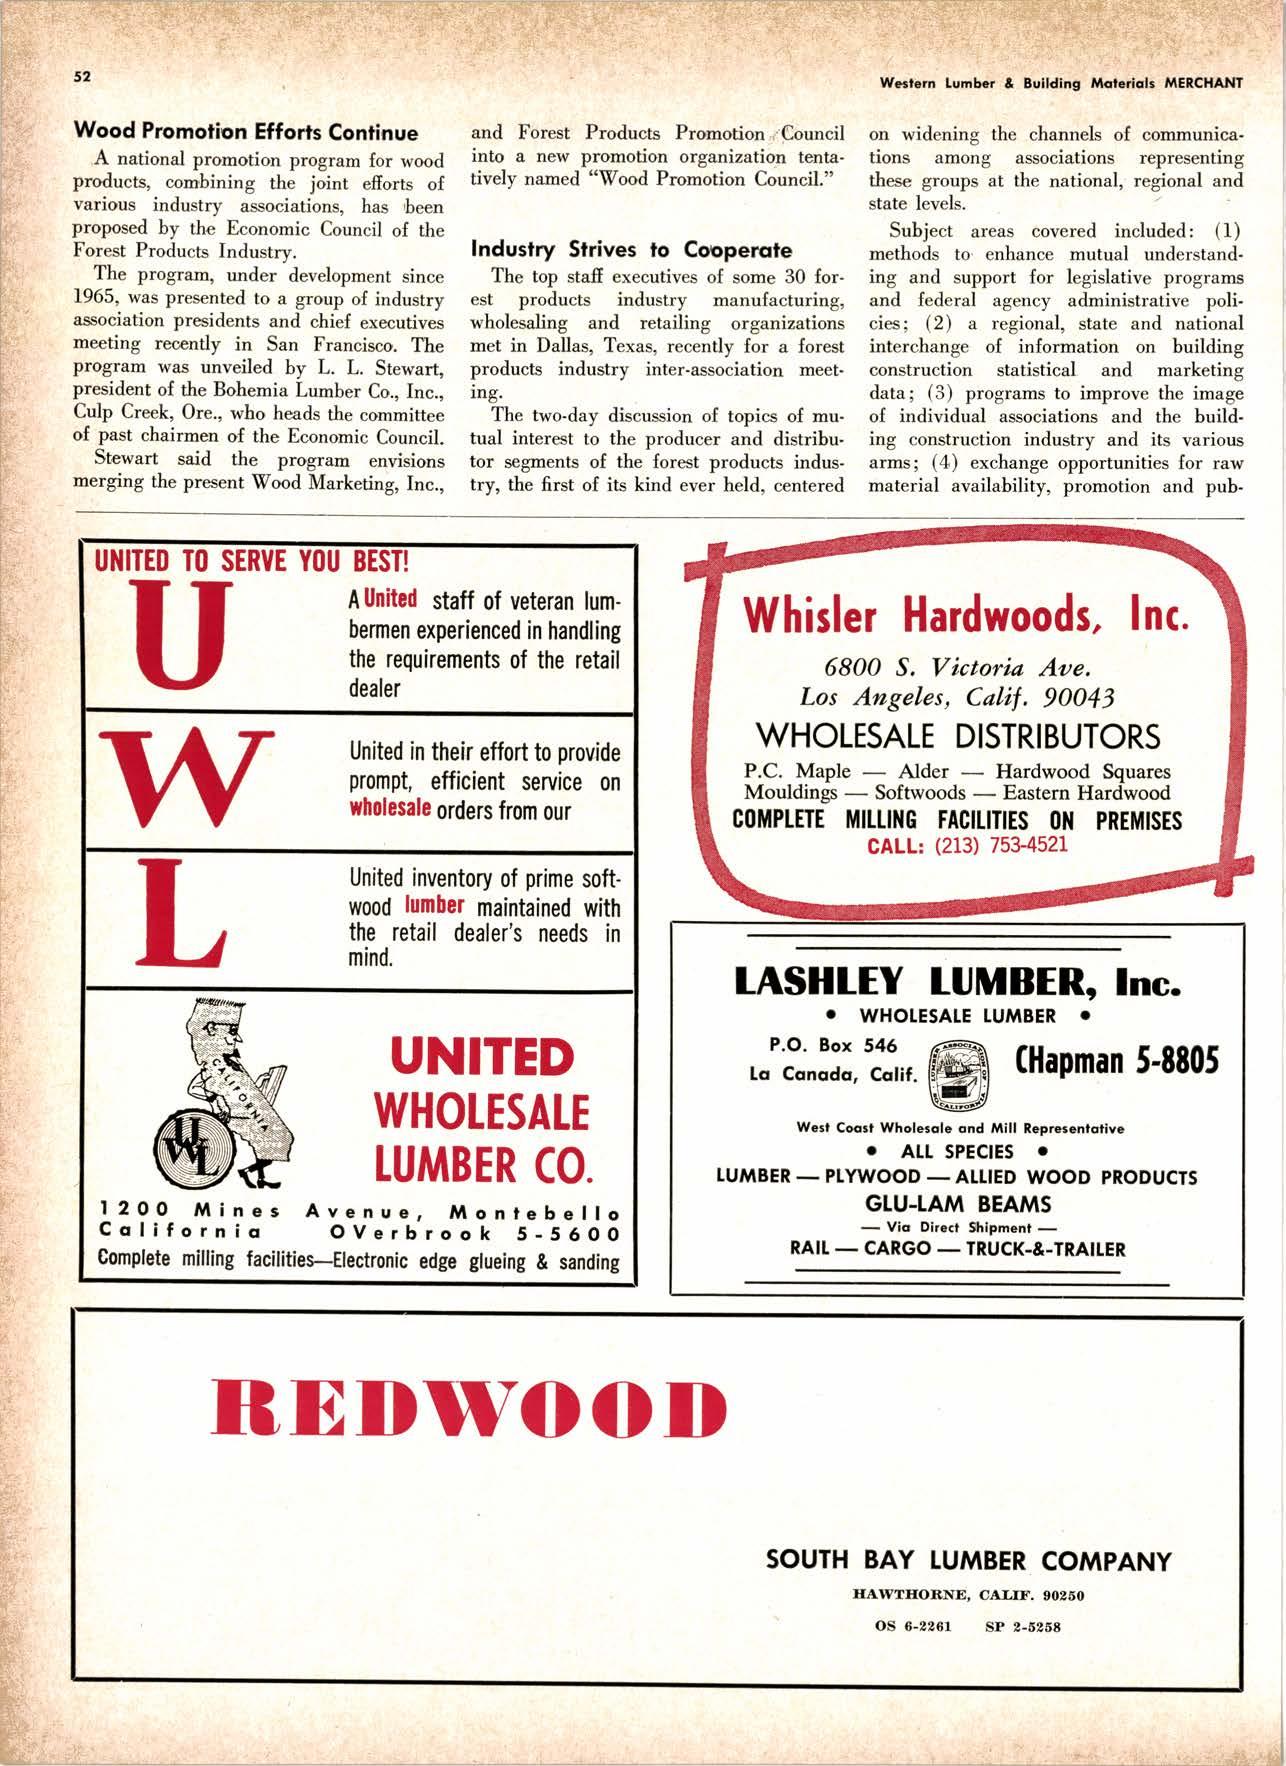 52
Western Lumber & Building Materials MERCHANT
Wood Promotion Efforts Continue
A national promotion program for wood
products, combining the joint efforts of
various industry associations, has been
proposed by the Economic Council of the
Forest Products Industry.
The program, under development since
1965, was presented to a group of industry
association presidents and chief executives
meeting recently in San Francisco. The
program was unveiled by L. L. Stewart,
president of the Bohemia Lumber Co., Inc.,
Culp Creek, Ore., who heads the committee
of past chairmen of the Economic Council.
Stewart said the program envisions
merging the present Wood Marketing, Inc.,
and Forest Products Promotion Council
into a new promotion organization tenta-
tively named “Wood Promotion Council.”
Industry Strives to Cooperate
The top staff executives of some 30 for-
est products industry manufacturing,
wholesaling and retailing organizations
met in Dallas, Texas, recently for a forest
products industry inter-association meet-
ing.
The two-day discussion of topics of mu-
tual interest to the producer and distribu-
tor segments of the forest products indus-
try, the first of its kind ever held, centered
on widening the channels of communica-
tions among associations representing
these groups at the national, regional and
state levels.
Subject areas covered included: (1)
methods to enhance mutual understand-
ing and support for legislative programs
and federal agency administrative poli-
cies; (2) a regional, state and national
interchange of information on building
construction statistical and marketing
data; (3) programs to improve the image
of individual associations and the build-
ing construction industry and its various
arms; (4) exchange opportunities for raw
material availability, promotion and pub-
UNITED TO SERVE YOU BEST!
U
A United staff of veteran lum-
bermen experienced in handling
the requirements of the retail
dealer
W
United in their effort to provide
prompt, efficient service on
wholesale orders from our
L
United inventory of prime soft-
wood lumber maintained with
the retail dealer's needs in
mind.
CALIFORNIA
UWL
UNITED
WHOLESALE
LUMBER CO.
1200 Mines Avenue, Montebello
California OVerbrook 5-5600
Complete milling facilities—Electronic edge glueing & sanding
Whisler Hardwoods, Inc.
6800 S. Victoria Ave.
Los Angeles, Calif. 90043
WHOLESALE DISTRIBUTORS
P.C. Maple — Alder — Hardwood Squares
Mouldings — Softwoods — Eastern Hardwood
COMPLETE MILLING FACILITIES ON PREMISES
CALL: (213) 753-4521
LASHLEY LUMBER, Inc.
• WHOLESALE LUMBER •
P.O. Box 546
La Canada, Calif.
LUMBER ASSOCIATION OF SO. CALIFORNIA
CHapman 5-8805
West Coast Wholesale and Mill Representative
• ALL SPECIES •
LUMBER — PLYWOOD — ALLIED WOOD PRODUCTS
GLU-LAM BEAMS
— Via Direct Shipment —
RAIL — CARGO — TRUCK-&-TRAILER
REDWOOD
SOUTH BAY LUMBER COMPANY
HAWTHORNE, CALIF. 90250
OS 6-2261 SP 2-5258